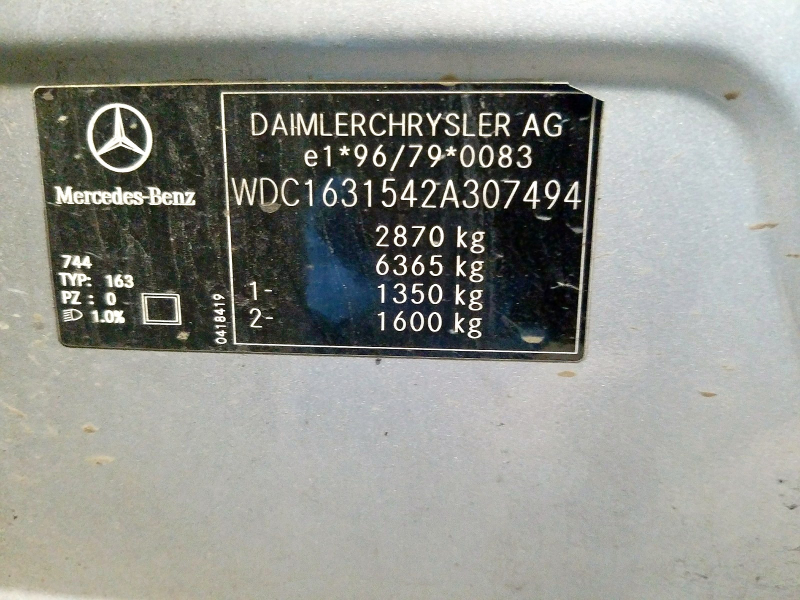 Mercedes-Benz
744
TYP: 163
PZ : 0
1.0%
0418419
DAIMLERCHRYSLER AG
e1*96/79*0083
WDC1631542A307494
2870 kg
6365 kg
1- 1350 kg
2- 1600 kg